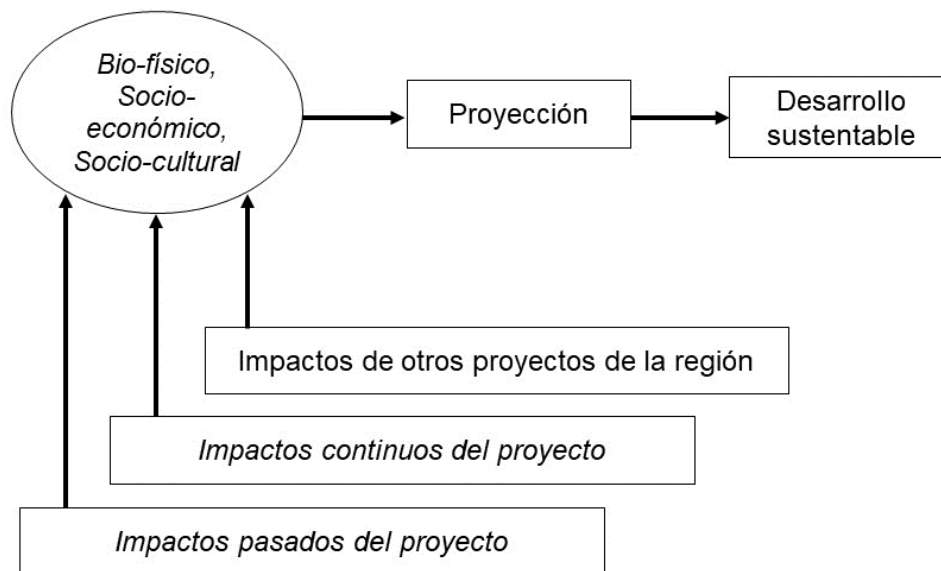 Bio-físico,
Socio-
económico,
Socio-cultural
Proyección
Desarrollo
sustentable
Impactos de otros proyectos de la región
Impactos continuos del proyecto
Impactos pasados del proyecto